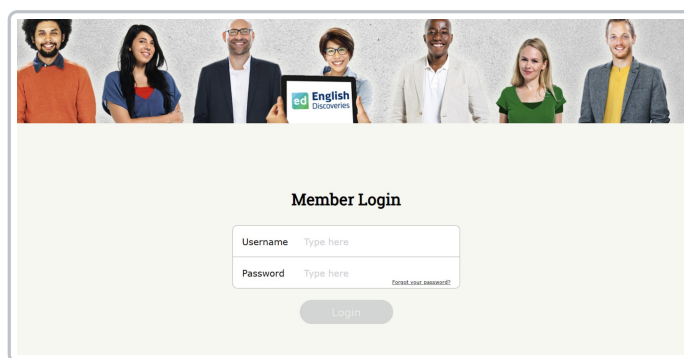 ed English
Discoveries
Member Login
Username Type here
Password Type here
Forgot your password?
Login